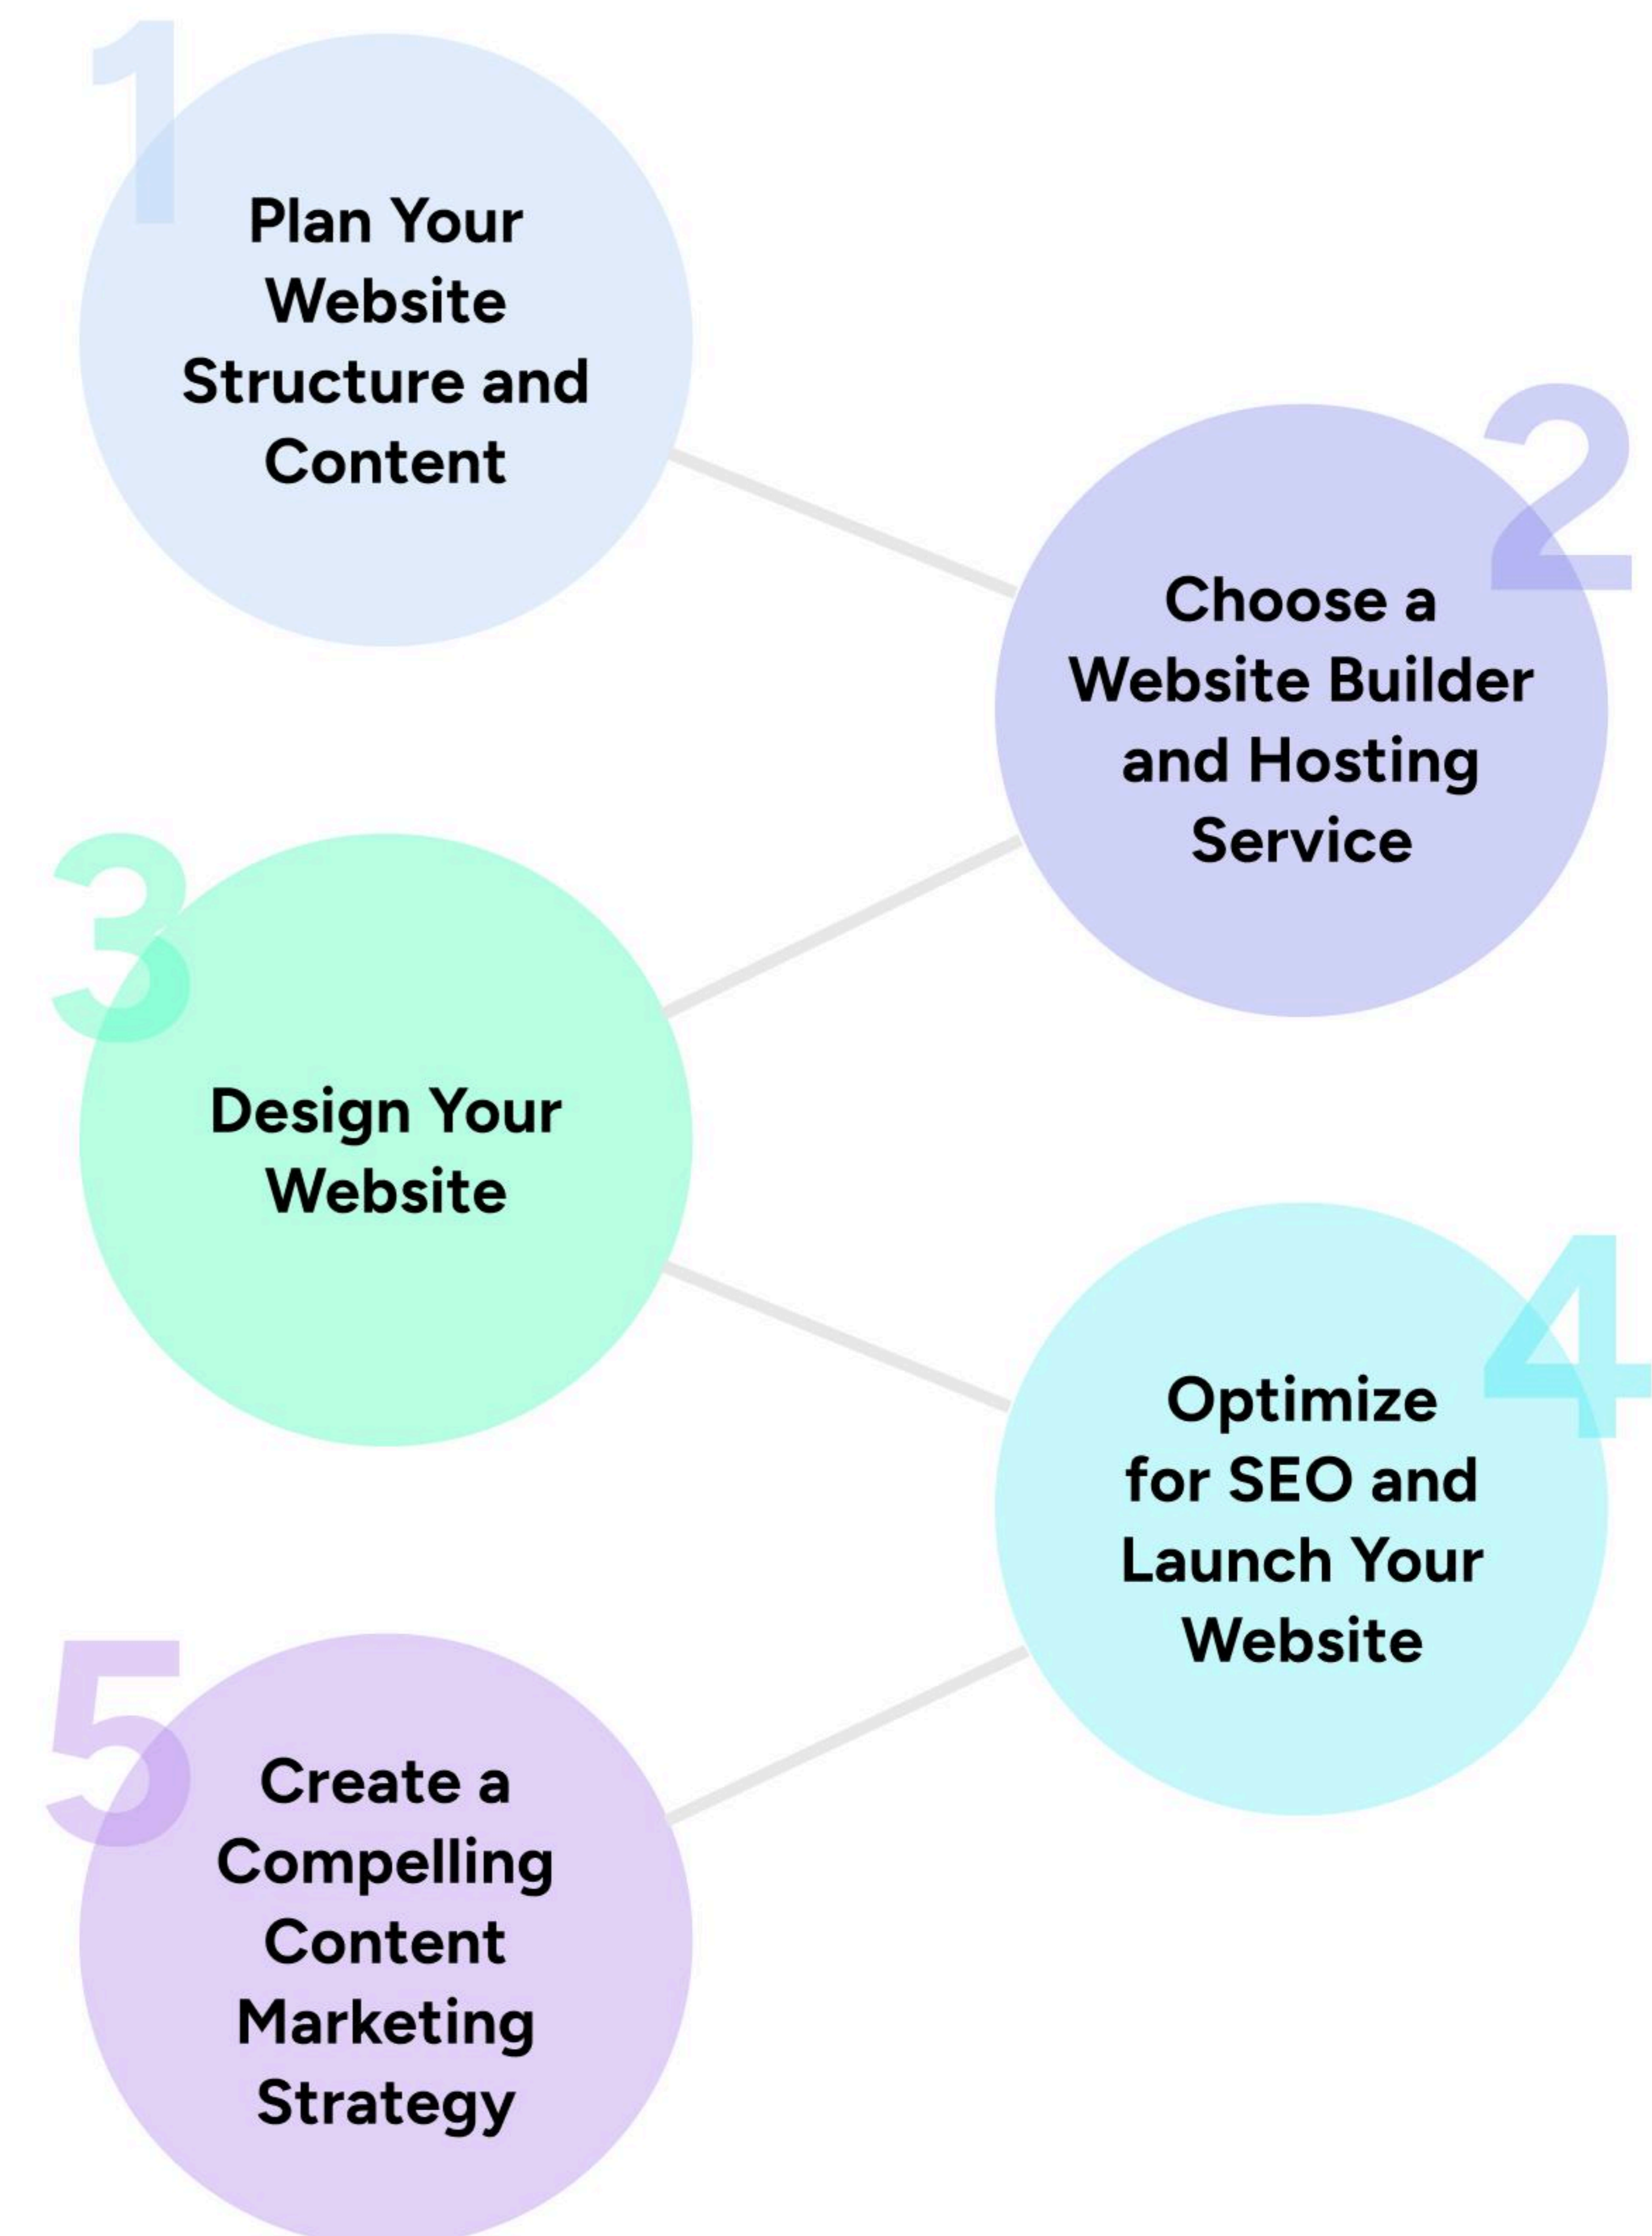 1
Plan Your
Website
Structure and
Content
2
Choose a
Website Builder
and Hosting
Service
3
Design Your
Website
4
Optimize
for SEO and
Launch Your
Website
5
Create a
Compelling
Content
Marketing
Strategy